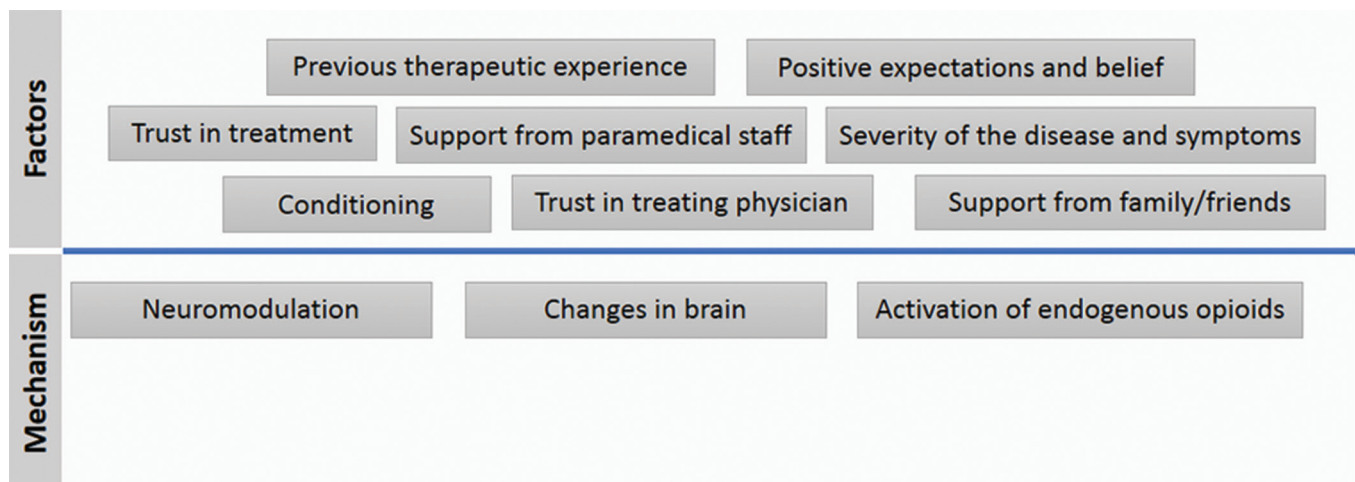 Factors
Previous therapeutic experience
Positive expectations and belief
Trust in treatment
Support from paramedical staff
Severity of the disease and symptoms
Conditioning
Trust in treating physician
Support from family/friends
Mechanism
Neuromodulation
Changes in brain
Activation of endogenous opioids